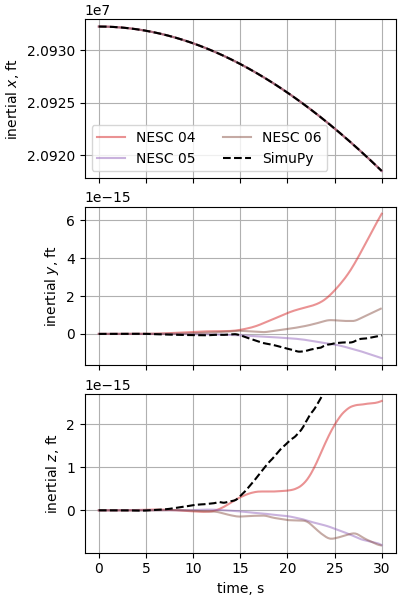 1e7
2.0930
2.0925
2.0920
inertial x, ft
NESC 04
NESC 05
NESC 06
SimuPy
1e−15
6
4
2
0
inertial y, ft
1e−15
2
1
0
inertial z, ft
0 5 10 15 20 25 30
time, s